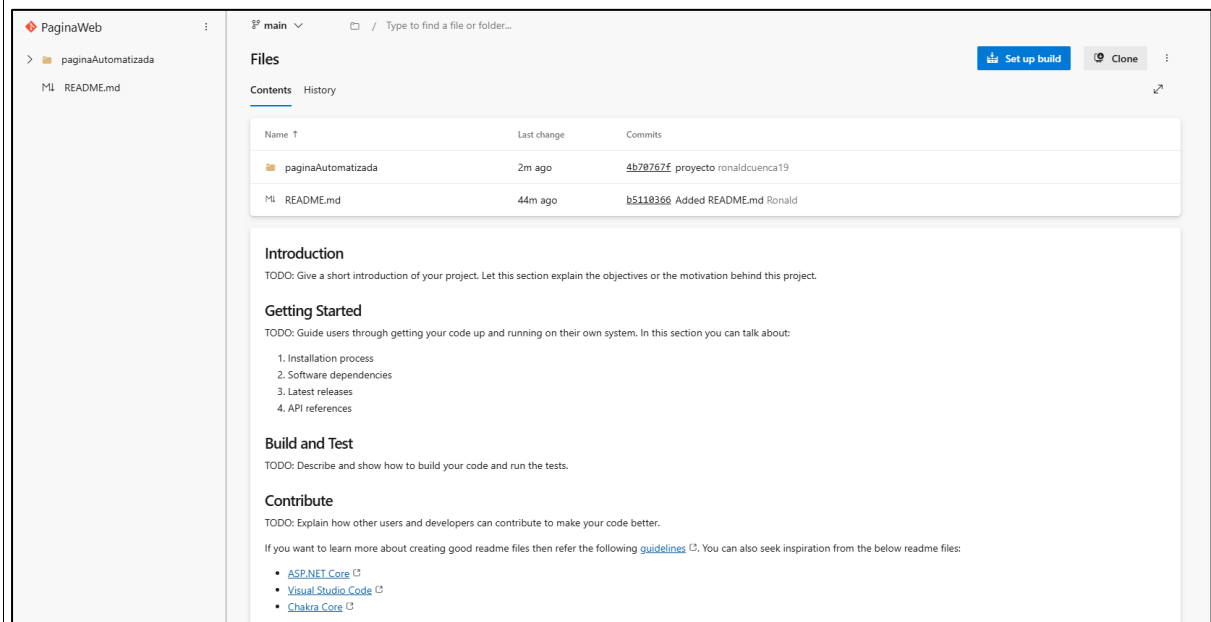 PaginaWeb
paginaAutomatizada
README.md
main
/ Type to find a file or folder...
Files
Set up build
Clone
Contents History
Name ↑ Last change Commits
paginaAutomatizada 2m ago 4b70767f proyecto ronaldcuenca19
README.md 44m ago b5110366 Added README.md Ronald
Introduction
TODO: Give a short introduction of your project. Let this section explain the objectives or the motivation behind this project.
Getting Started
TODO: Guide users through getting your code up and running on their own system. In this section you can talk about:
1. Installation process
2. Software dependencies
3. Latest releases
4. API references
Build and Test
TODO: Describe and show how to build your code and run the tests.
Contribute
TODO: Explain how other users and developers can contribute to make your code better.
If you want to learn more about creating good readme files then refer the following guidelines. You can also seek inspiration from the below readme files:
• ASP.NET Core
• Visual Studio Code
• Chakra Core